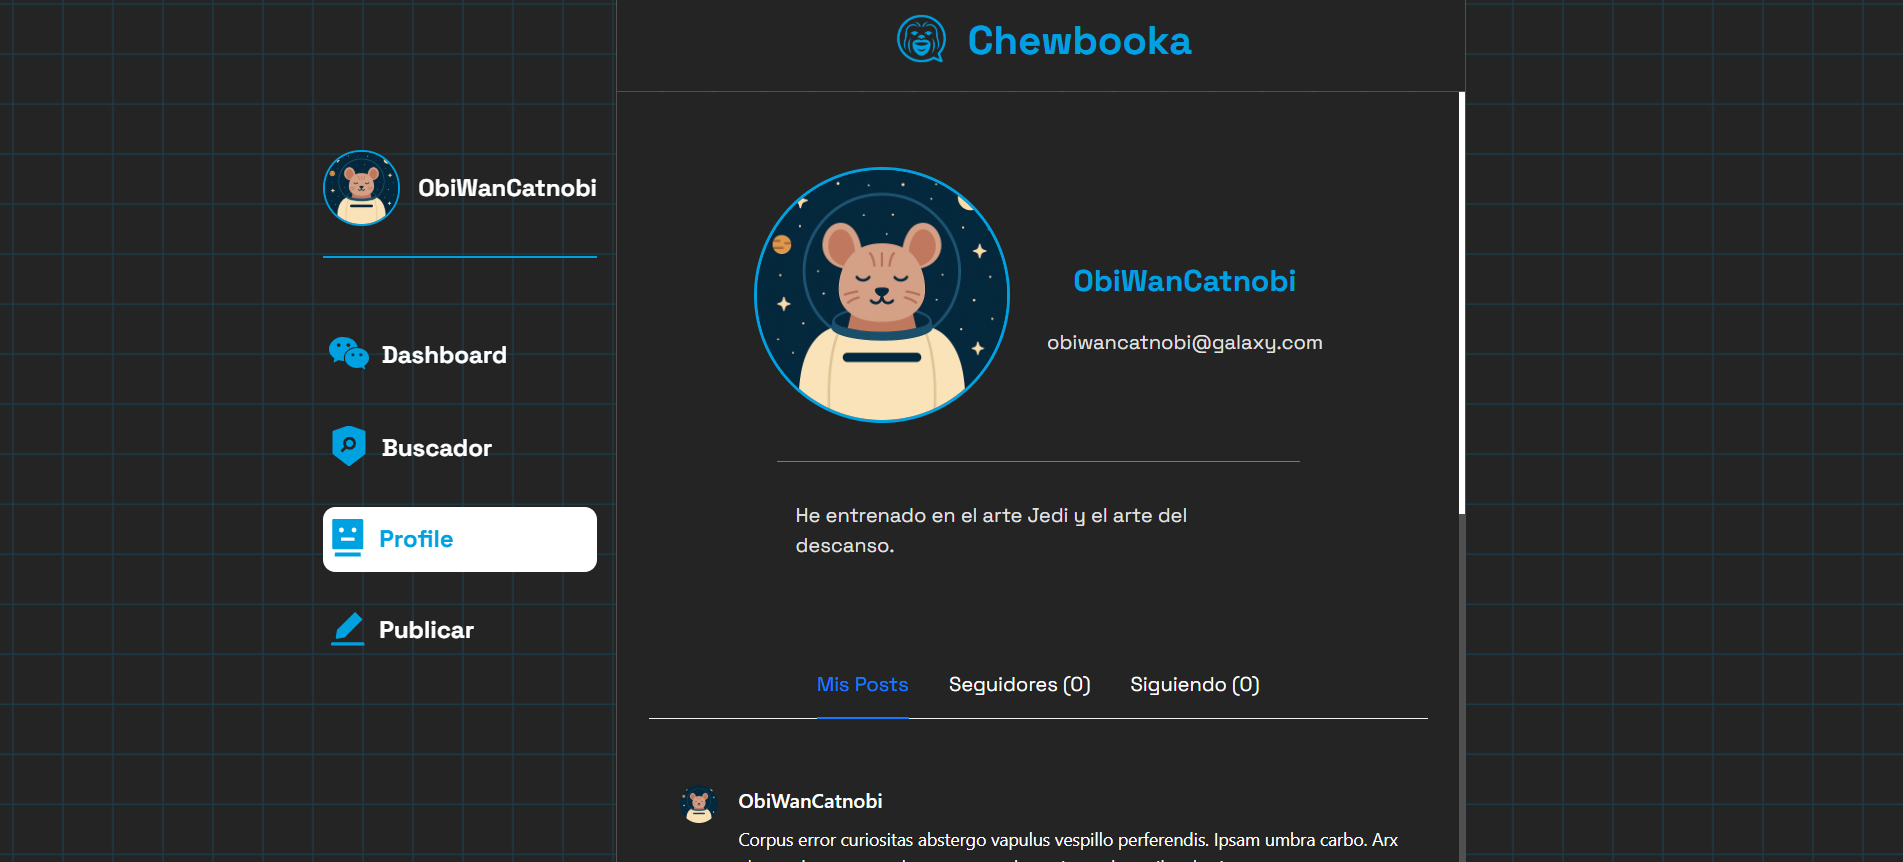 Chewbooka
ObiWanCatnobi
Dashboard
Buscador
Profile
Publicar
ObiWanCatnobi
obiwancatnobi@galaxy.com
He entrenado en el arte Jedi y el arte del
descanso.
Mis Posts
Seguidores (0)
Siguiendo (0)
ObiWanCatnobi
Corpus error curiositas abstergo vapulus vespillo perferendis. Ipsam umbra carbo. Arx